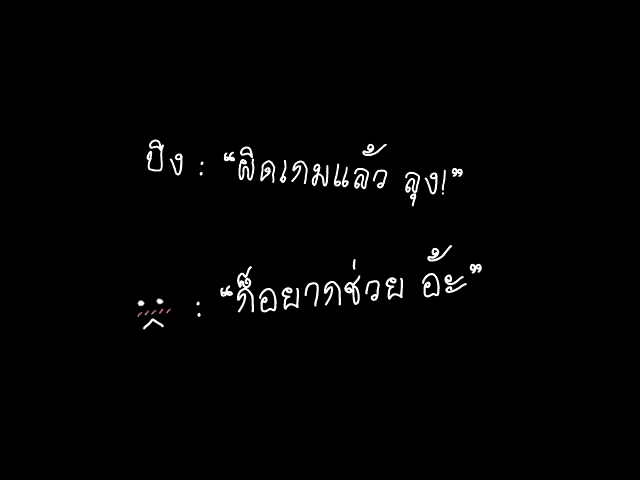 ปิง : “ผิดเกมแล้ว ลุง!”
: “ก็อยากช่วย อ้ะ”